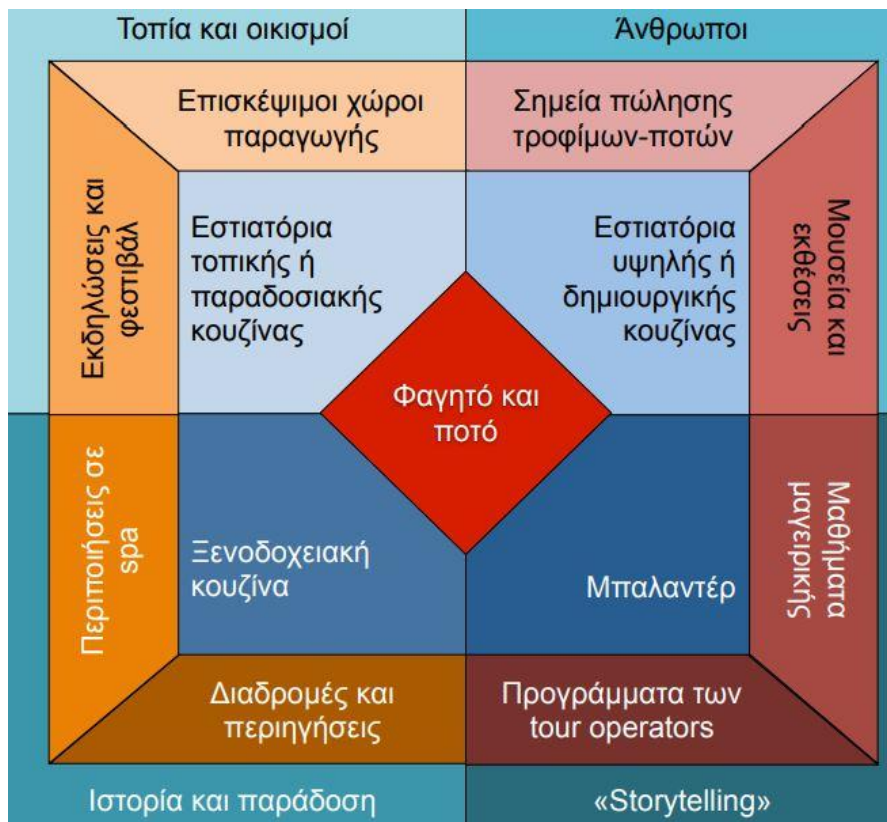 Τοπία και οικισμοί
Άνθρωποι
Επισκέψιμοι χώροι
παραγωγής
Σημεία πώλησης
τροφίμων-ποτών
Εκδηλώσεις και
φεστιβάλ
Εστιατόρια
τοπικής ή
παραδοσιακής
κουζίνας
Εστιατόρια
υψηλής ή
δημιουργικής
κουζίνας
Μουσεία και
εκθέσεις
Φαγητό και
ποτό
Περιποιήσεις σε
spa
Ξενοδοχειακή
κουζίνα
Μπαλαντέρ
Μαθήματα
μαγειρικής
Διαδρομές και
περιηγήσεις
Προγράμματα των
tour operators
Ιστορία και παράδοση
«Storytelling»